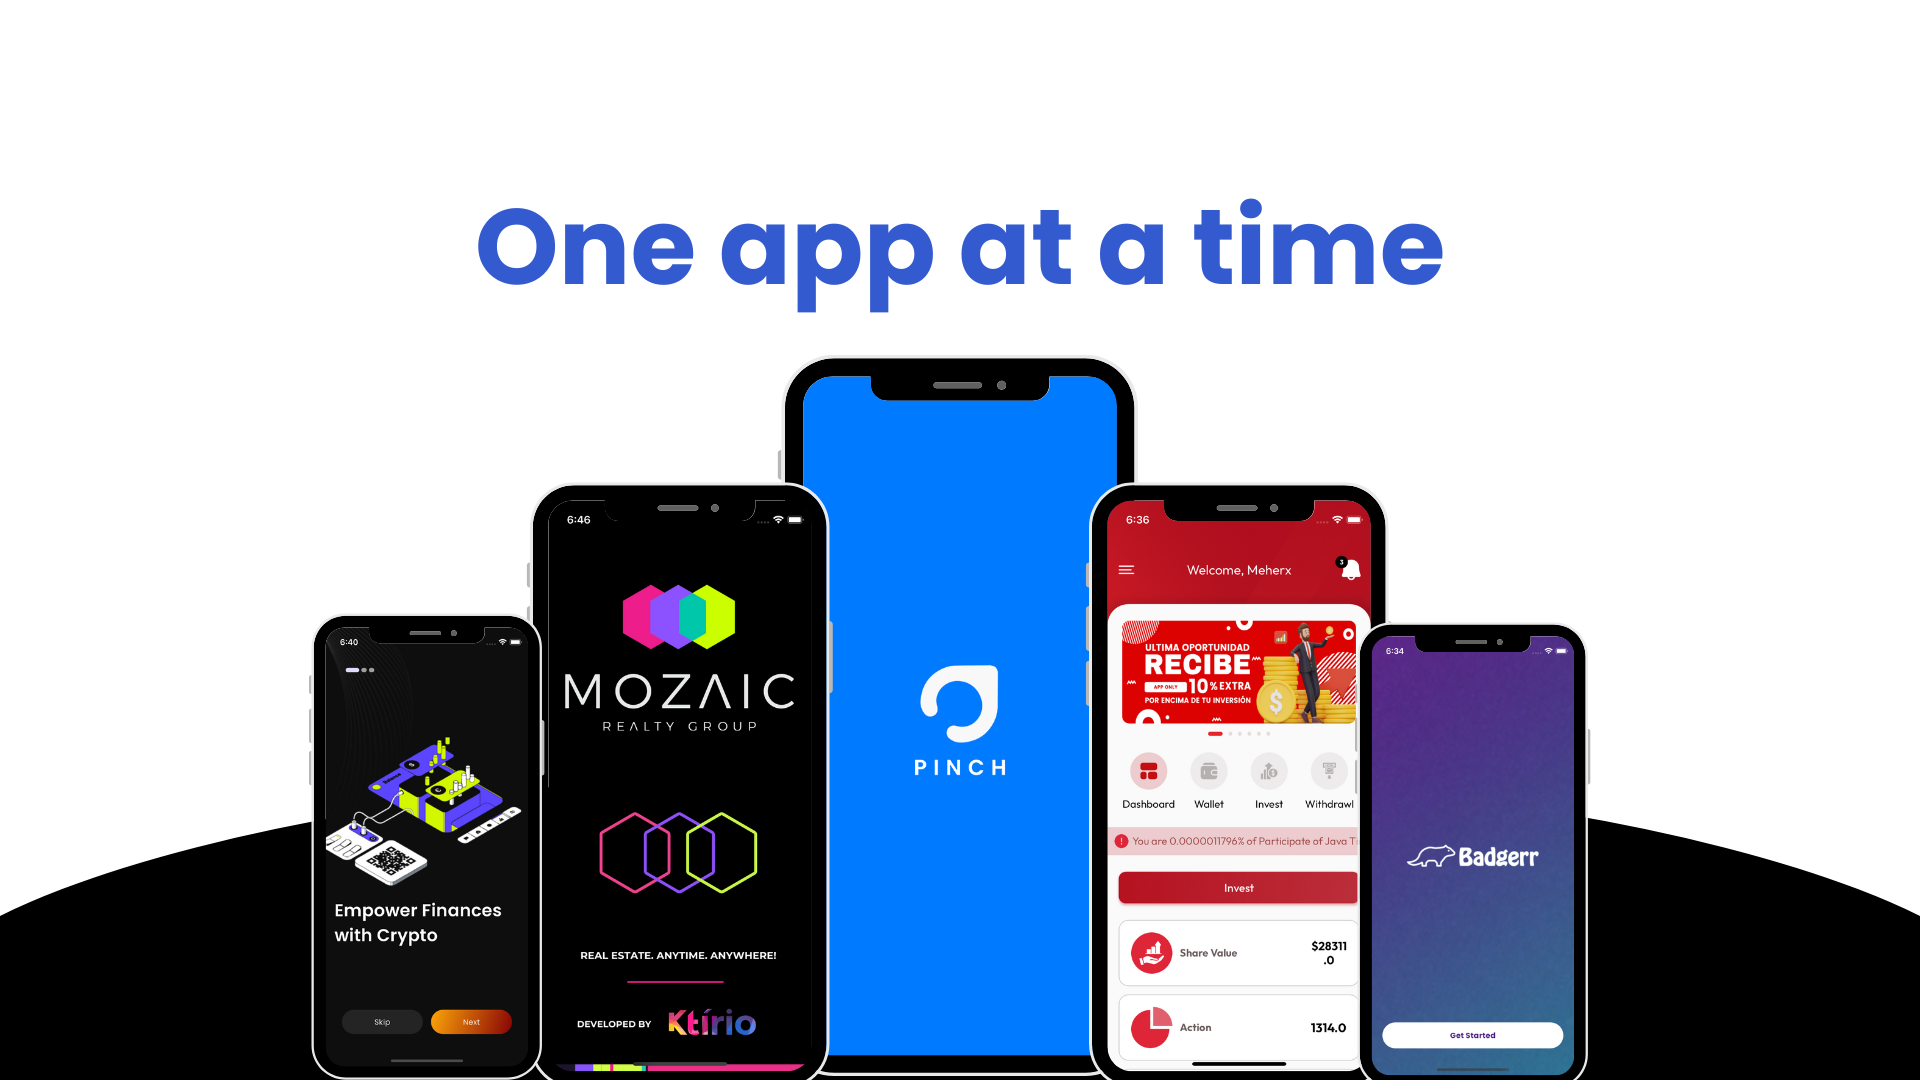 One app at a time
6:40
Empower Finances
with Crypto
Skip
Next
6:46
MOZAIC
REALTY GROUP
REAL ESTATE. ANYTIME. ANYWHERE!
DEVELOPED BY Ktírio
PINCH
6:36
Welcome, Meherx
3
ULTIMA OPORTUNIDAD
RECIBE
APP ONLY 10% EXTRA
POR ENCIMA DE TU INVERSIÓN
Dashboard
Wallet
Invest
Withdrawl
You are 0.0000011796% of Participate of Java T
Invest
Share Value
$28311
.0
Action
1314.0
6:34
Badgerr
Get Started